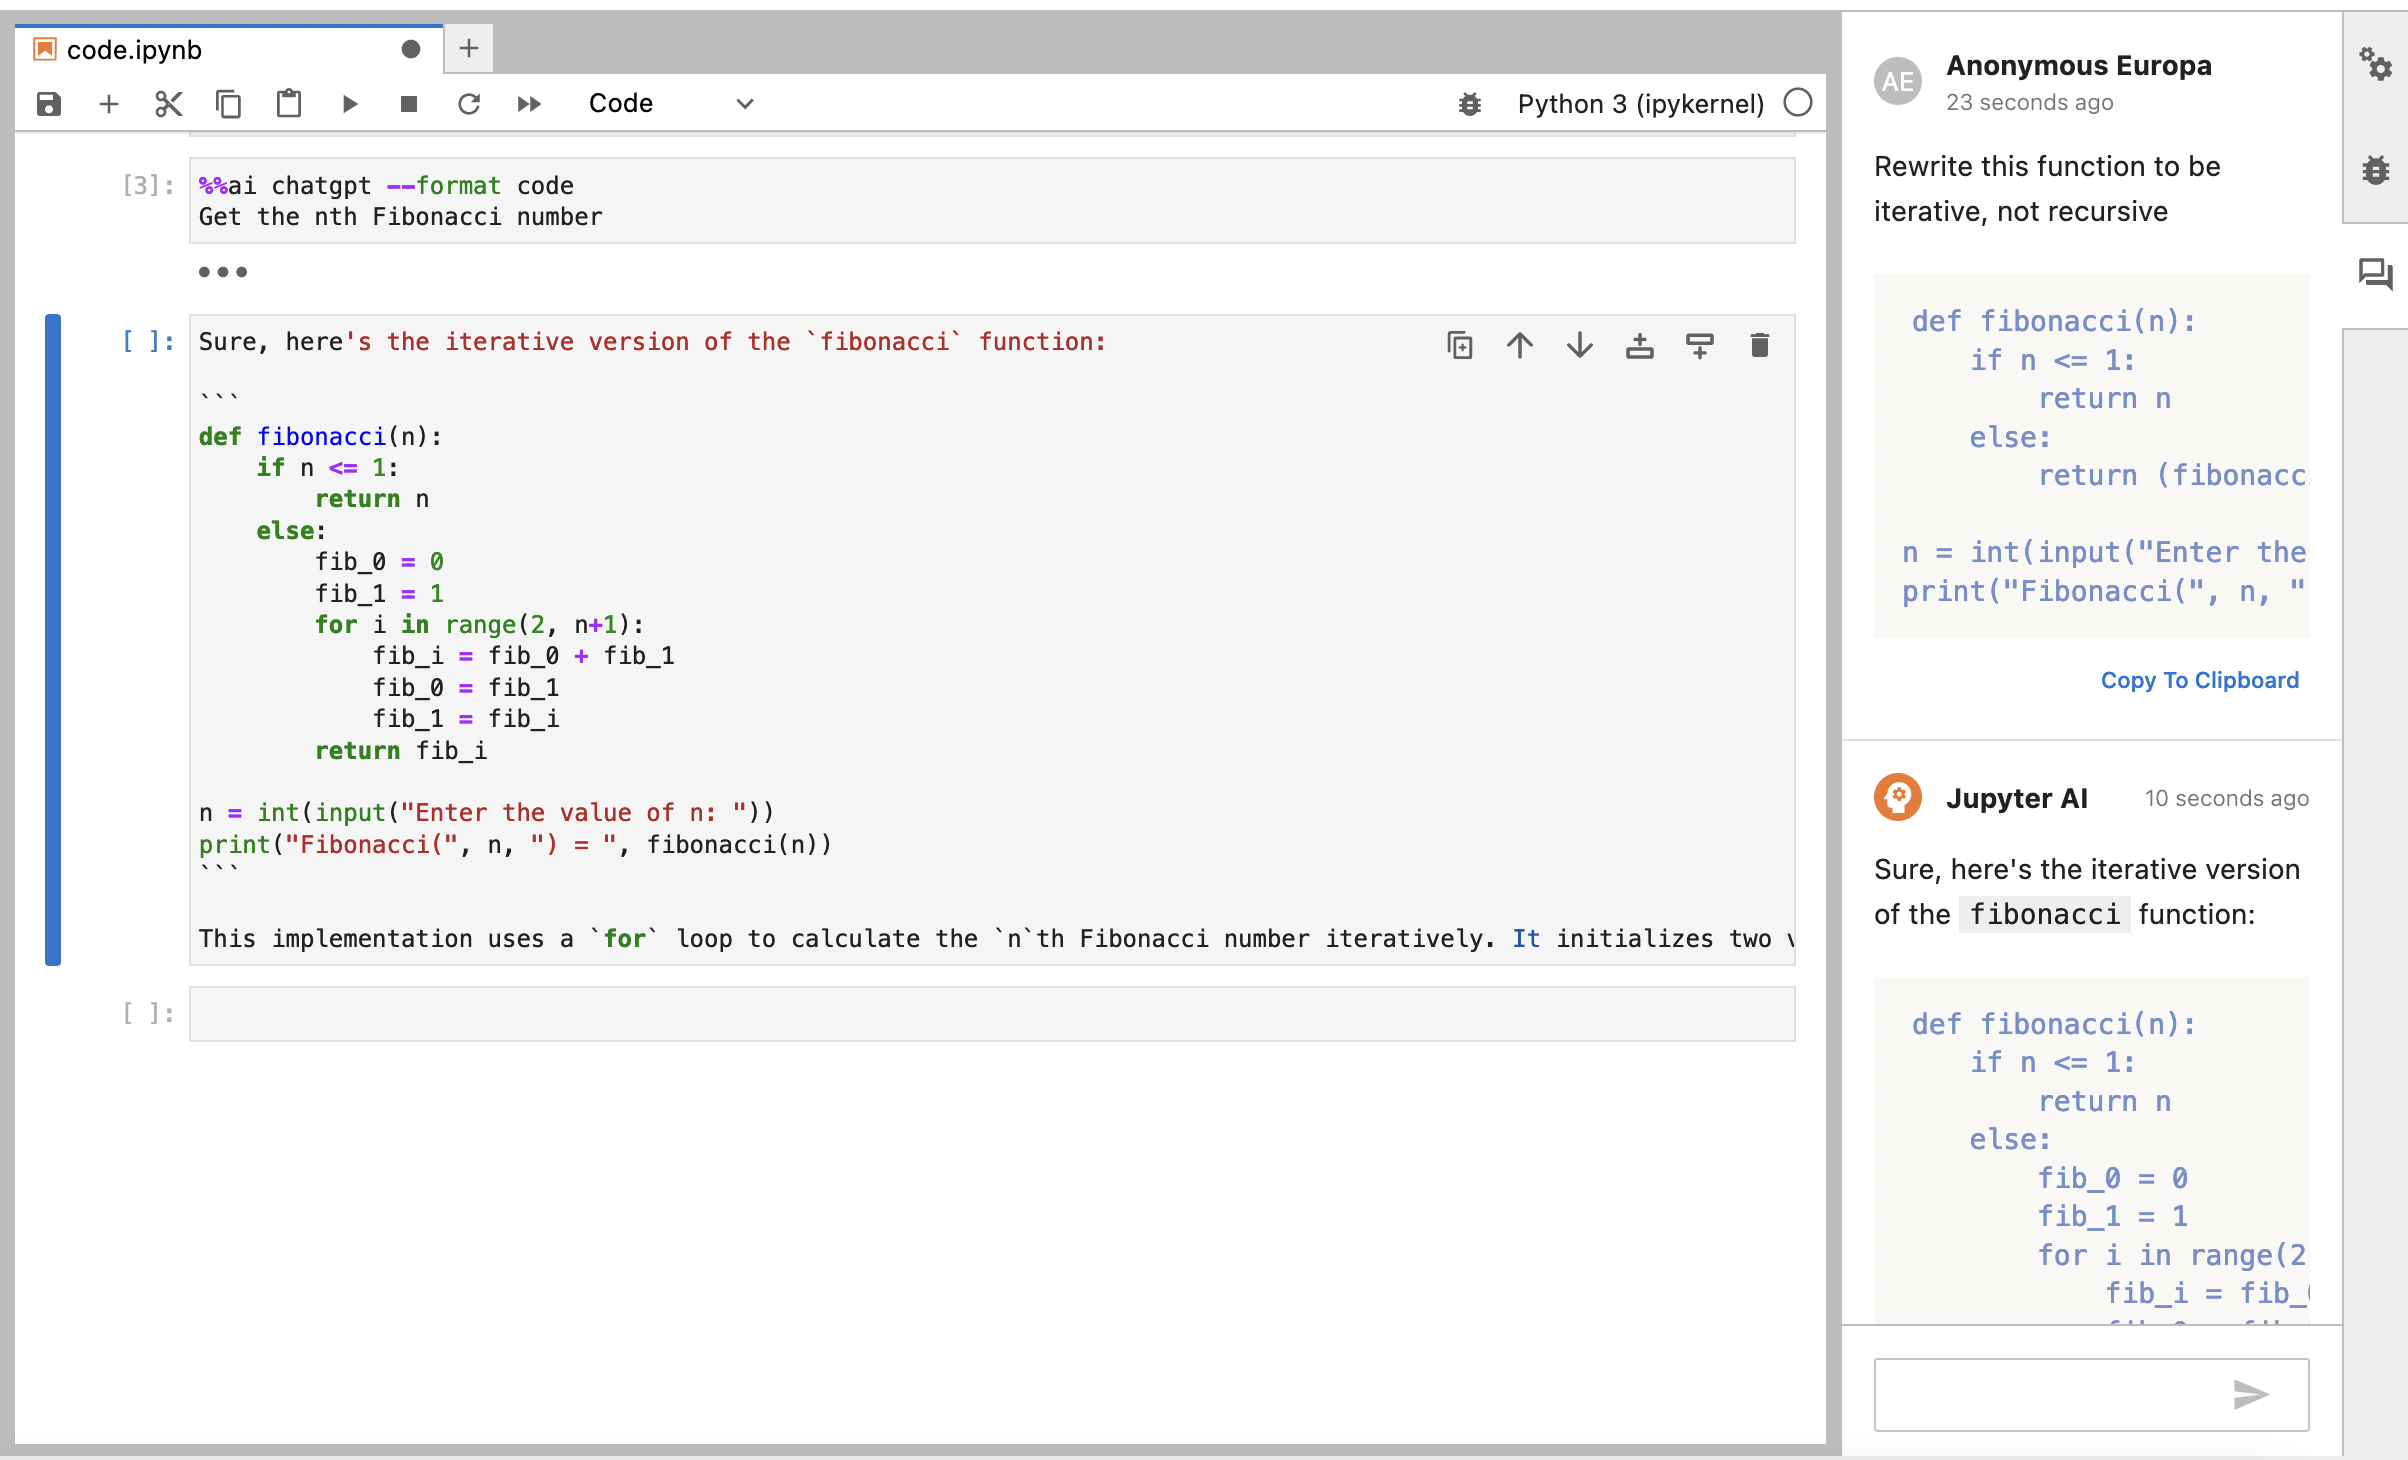 code.ipynb
Code
Python 3 (ipykernel)
[3]:
%%ai chatgpt --format code
Get the nth Fibonacci number
[ ]:
Sure, here's the iterative version of the `fibonacci` function:
```
def fibonacci(n):
    if n <= 1:
        return n
    else:
        fib_0 = 0
        fib_1 = 1
        for i in range(2, n+1):
            fib_i = fib_0 + fib_1
            fib_0 = fib_1
            fib_1 = fib_i
        return fib_i
n = int(input("Enter the value of n: "))
print("Fibonacci(", n, ") = ", fibonacci(n))
```
This implementation uses a `for` loop to calculate the `n`th Fibonacci number iteratively. It initializes two
[ ]:
AE
Anonymous Europa
23 seconds ago
Rewrite this function to be
iterative, not recursive
def fibonacci(n):
    if n <= 1:
        return n
    else:
        return (fibonacc
n = int(input("Enter the
print("Fibonacci(", n, "
Copy To Clipboard
Jupyter AI
10 seconds ago
Sure, here's the iterative version
of the fibonacci function:
def fibonacci(n):
    if n <= 1:
        return n
    else:
        fib_0 = 0
        fib_1 = 1
        for i in range(2
            fib_i = fib_